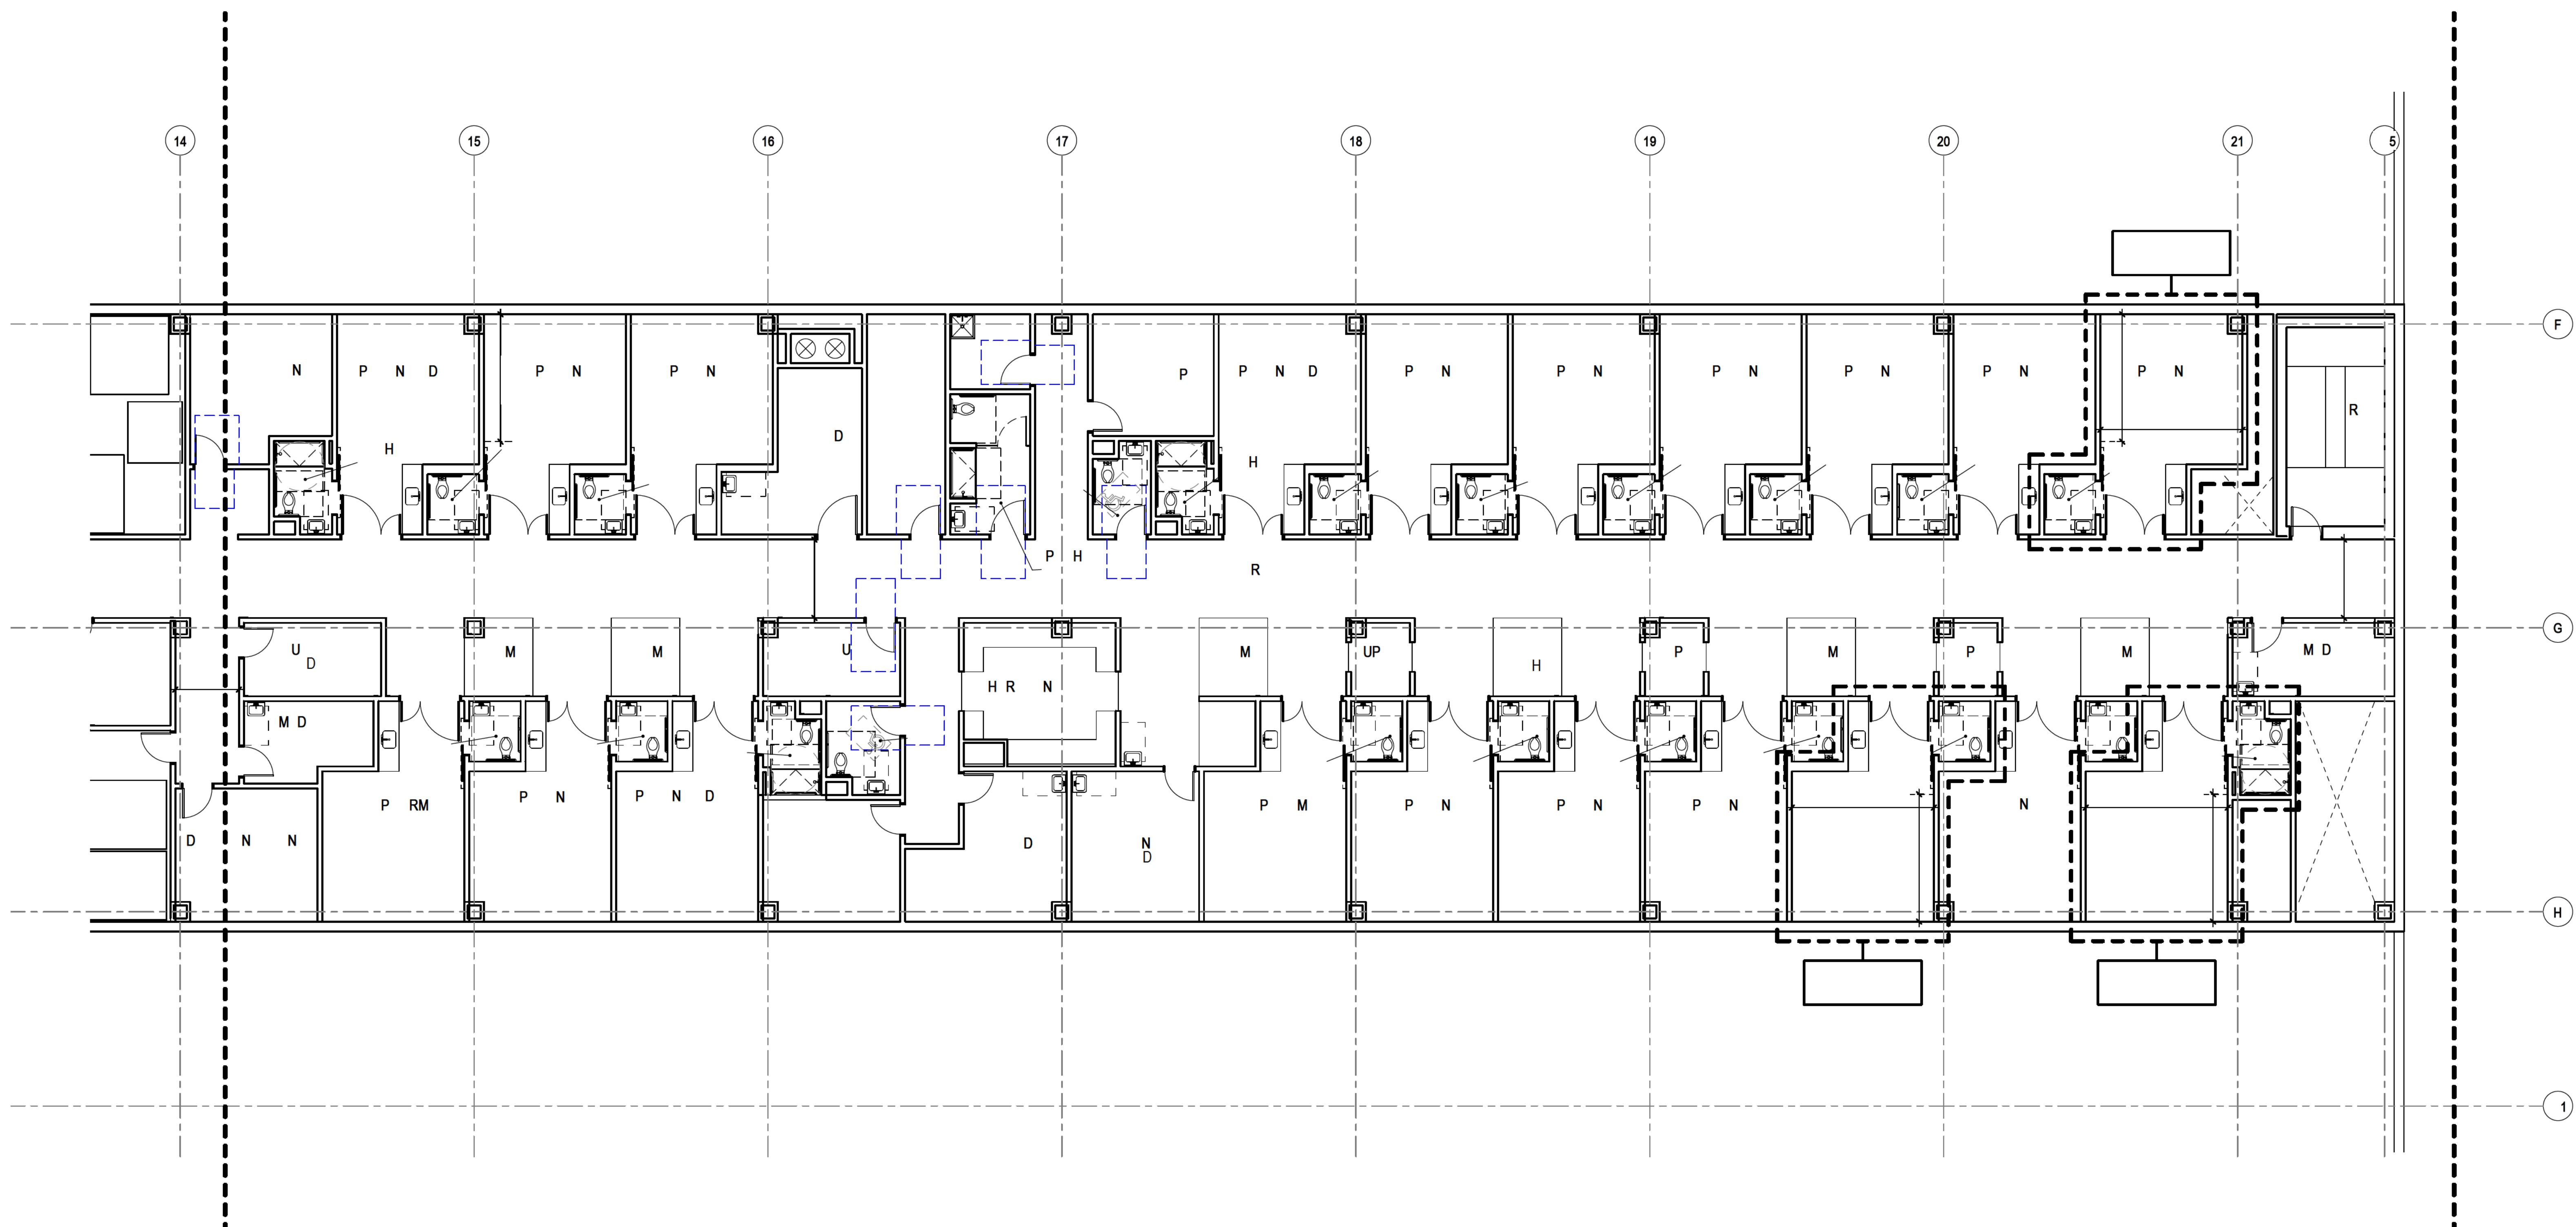 14 15 16 17 18 19 20 21 5
F
N P N D P N P N P P N D P N P N P N P N P N P N
R
D
H H
P H
R
G
U D M M U M UP H P M P M M D
H R N
M D
P RM P N P N D P M P N P N P N N
D N N D N
D
H
1